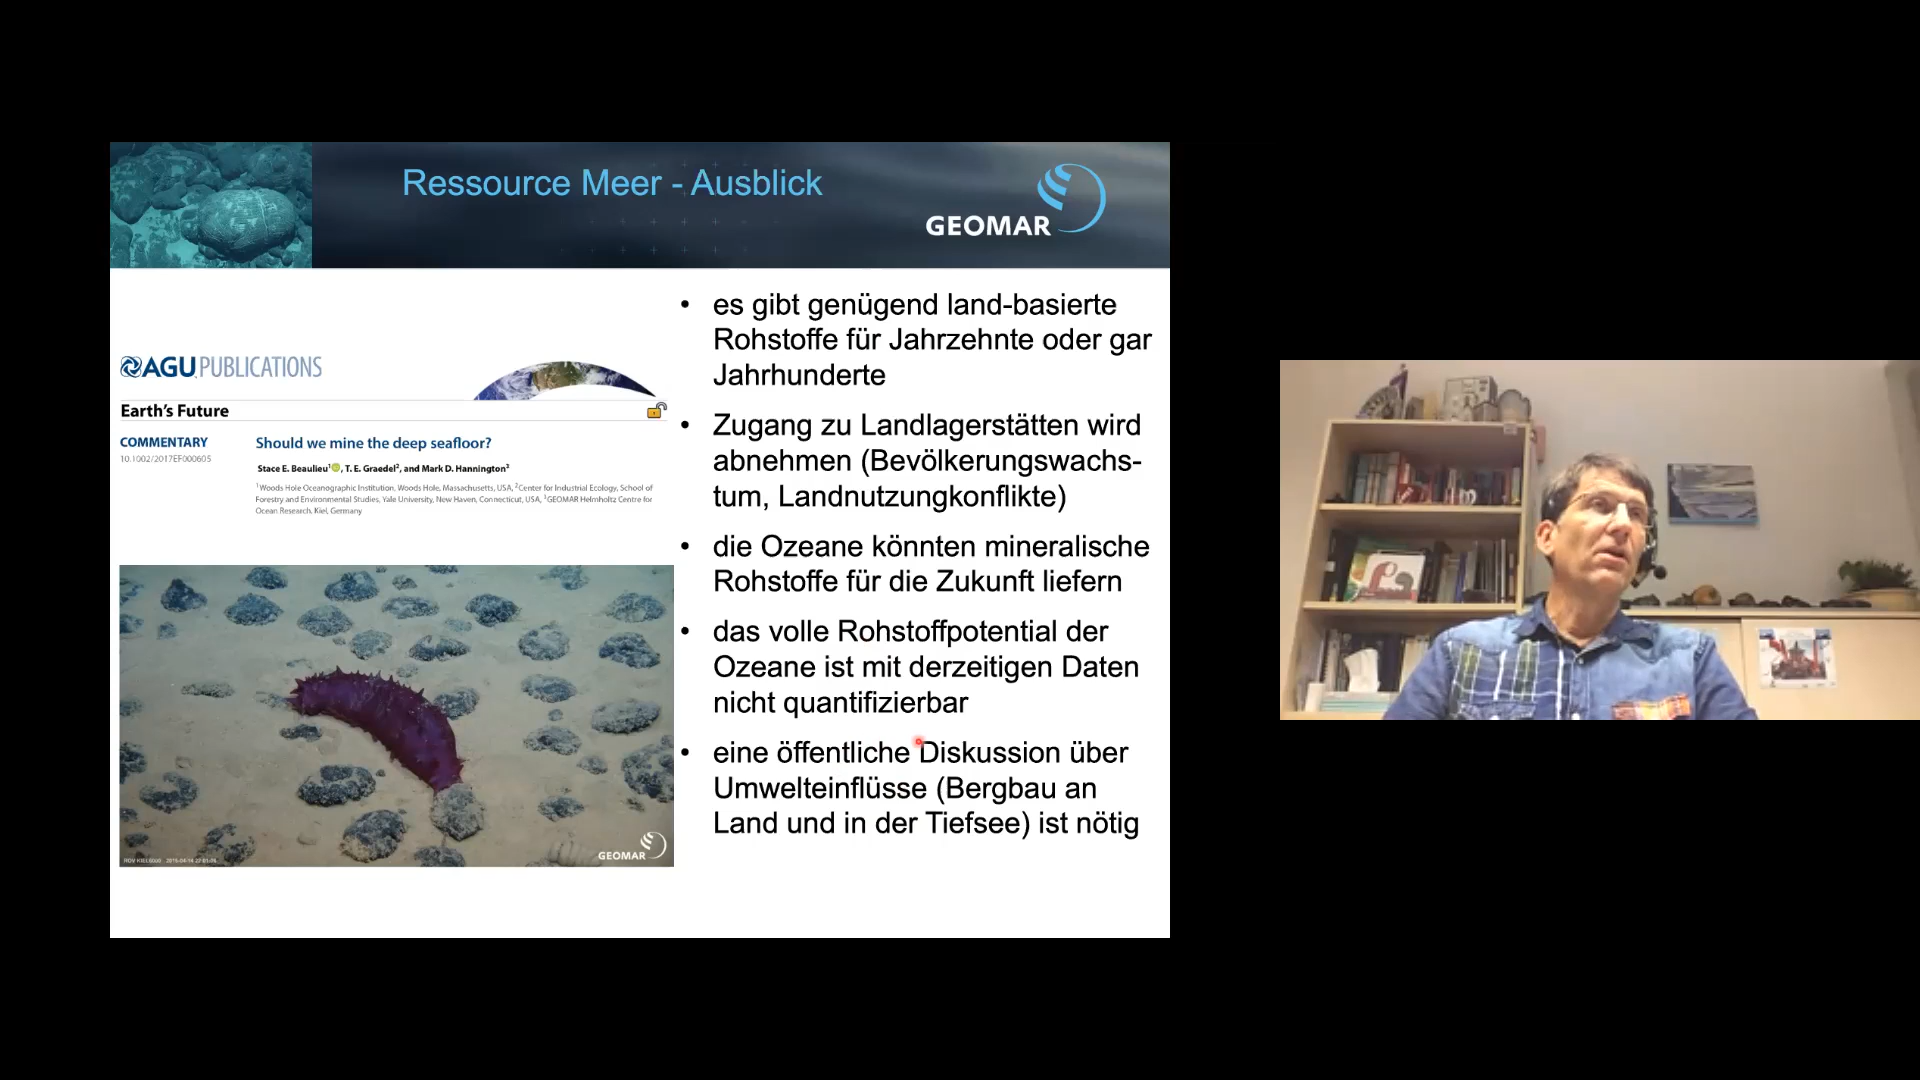 Ressource Meer - Ausblick
GEOMAR
AGU PUBLICATIONS
Earth's Future
COMMENTARY
10.1002/2017EF000605
Should we mine the deep seafloor?
Stace E. Beaulieu1, T. E. Graedel2, and Mark D. Hannington3
1Woods Hole Oceanographic Institution, Woods Hole, Massachusetts, USA, 2Center for Industrial Ecology, School of
Forestry and Environmental Studies, Yale University, New Haven, Connecticut, USA, 3GEOMAR Helmholtz Centre for
Ocean Research, Kiel, Germany
GEOMAR
• es gibt genügend land-basierte
Rohstoffe für Jahrzehnte oder gar
Jahrhunderte
• Zugang zu Landlagerstätten wird
abnehmen (Bevölkerungswachs-
tum, Landnutzungkonflikte)
• die Ozeane könnten mineralische
Rohstoffe für die Zukunft liefern
• das volle Rohstoffpotential der
Ozeane ist mit derzeitigen Daten
nicht quantifizierbar
• eine öffentliche Diskussion über
Umwelteinflüsse (Bergbau an
Land und in der Tiefsee) ist nötig